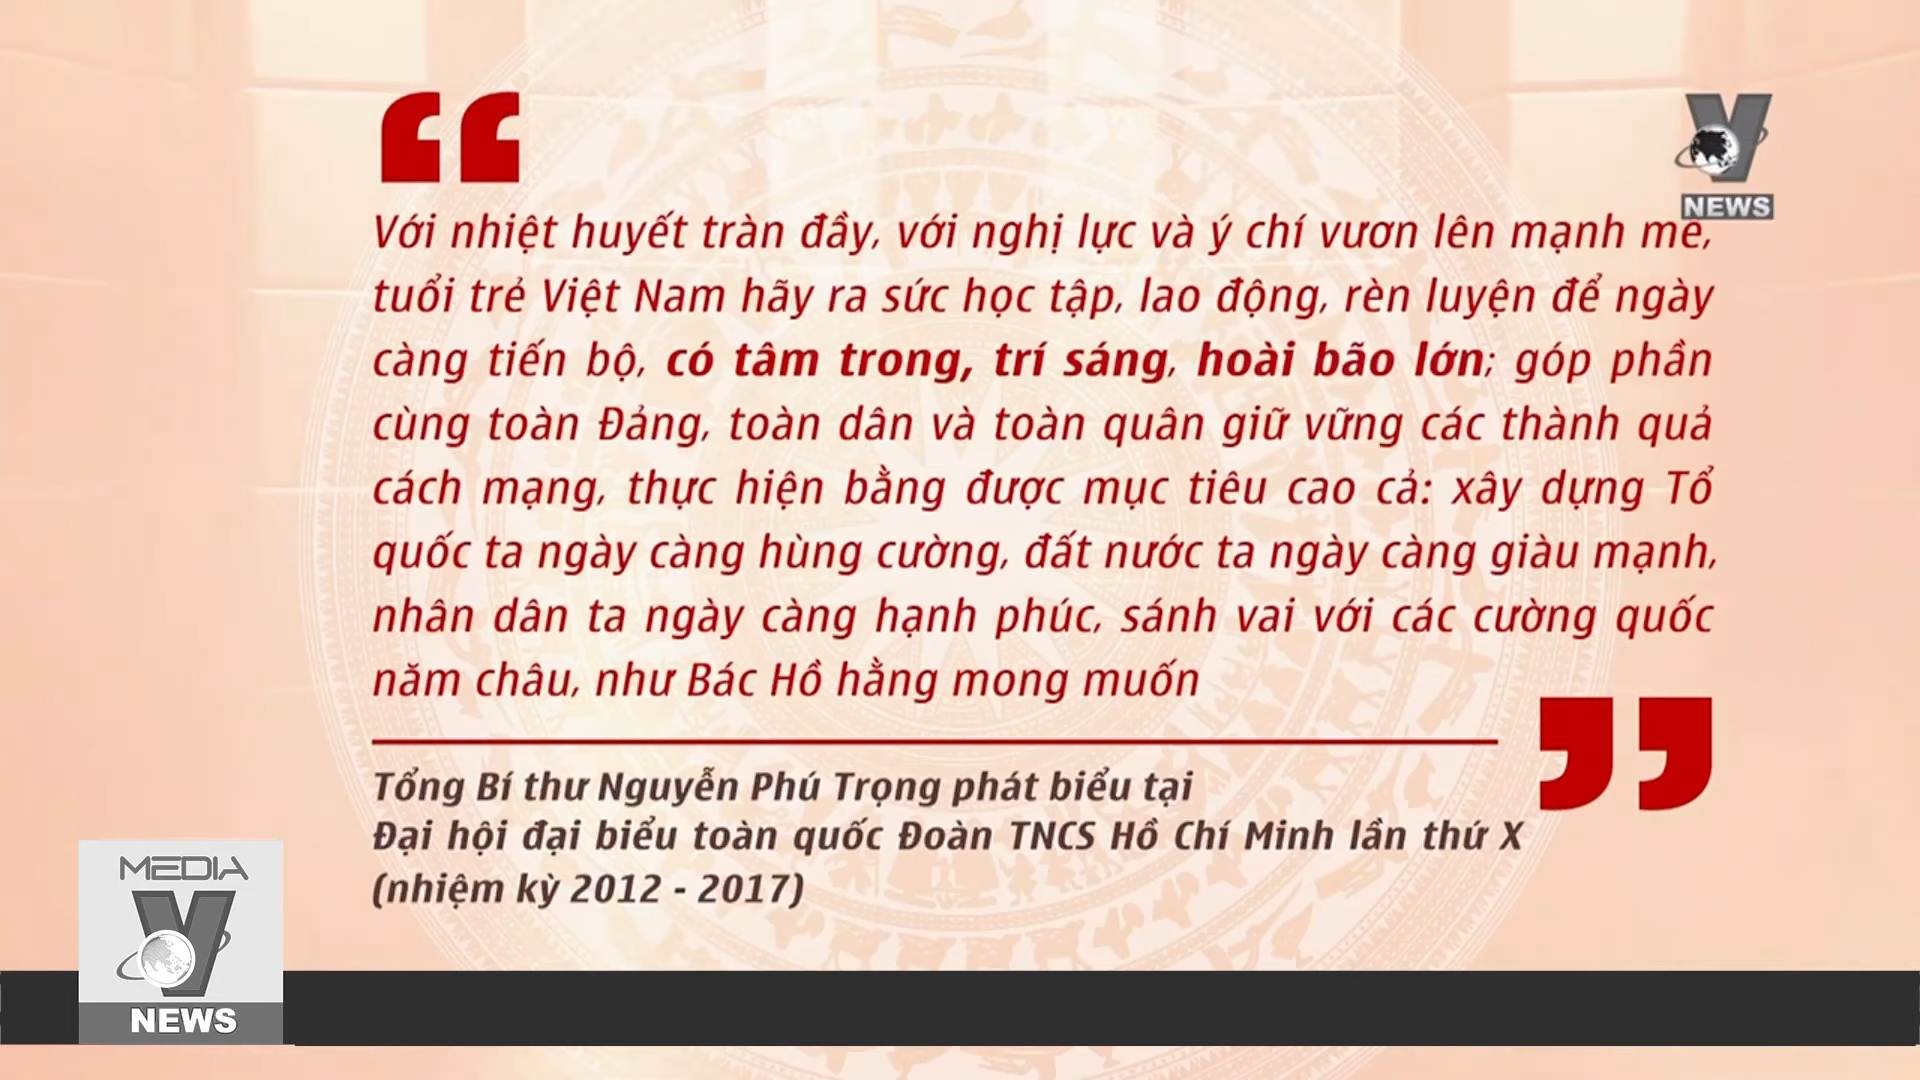 Với nhiệt huyết tràn đầy, với nghị lực và ý chí vươn lên mạnh mẽ,
tuổi trẻ Việt Nam hãy ra sức học tập, lao động, rèn luyện để ngày
càng tiến bộ, có tâm trong, trí sáng, hoài bão lớn; góp phần
cùng toàn Đảng, toàn dân và toàn quân giữ vững các thành quả
cách mạng, thực hiện bằng được mục tiêu cao cả: xây dựng Tổ
quốc ta ngày càng hùng cường, đất nước ta ngày càng giàu mạnh,
nhân dân ta ngày càng hạnh phúc, sánh vai với các cường quốc
năm châu, như Bác Hồ hằng mong muốn
Tổng Bí thư Nguyễn Phú Trọng phát biểu tại
Đại hội đại biểu toàn quốc Đoàn TNCS Hồ Chí Minh lần thứ X
(nhiệm kỳ 2012 - 2017)
V
NEWS
MEDIA
V
NEWS